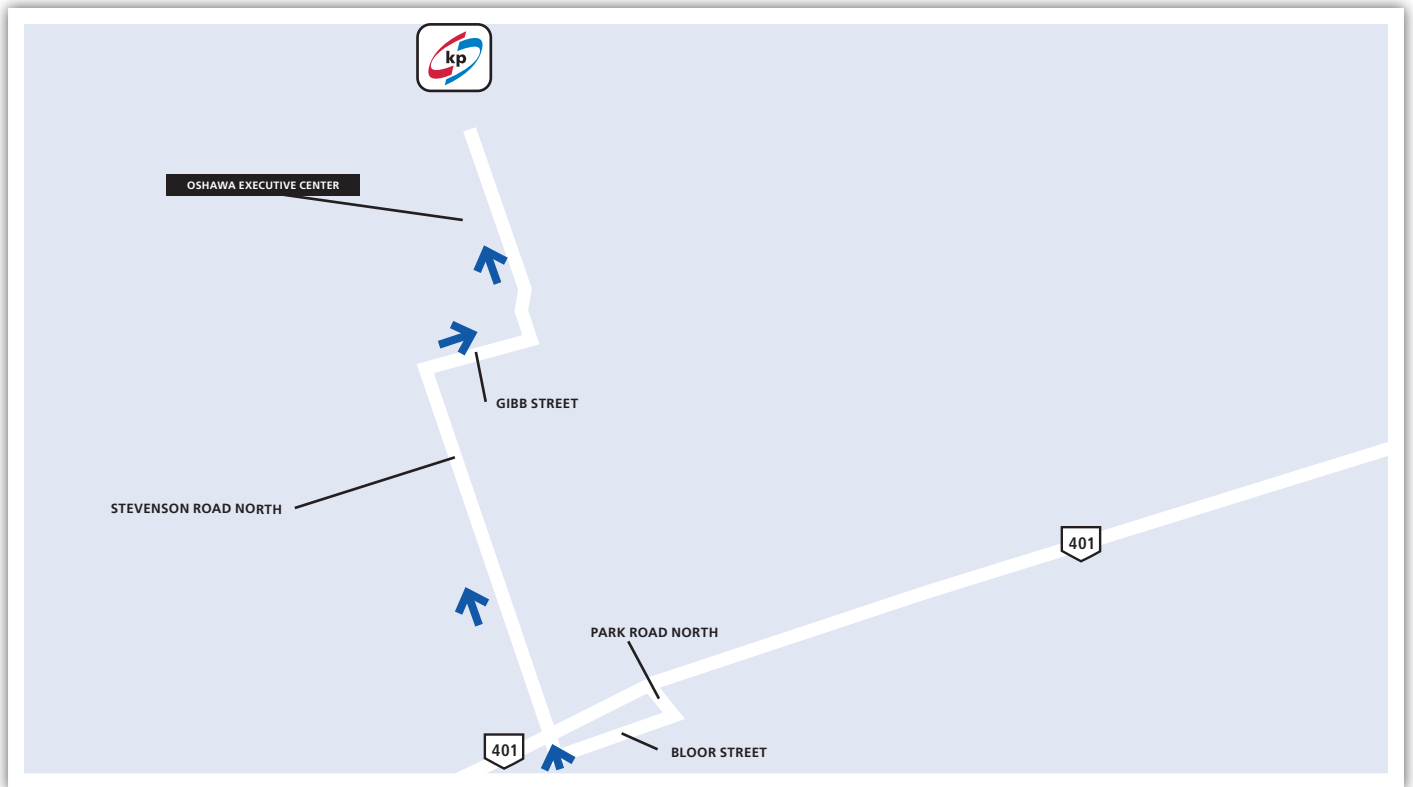 kp
OSHAWA EXECUTIVE CENTER
GIBB STREET
STEVENSON ROAD NORTH
401
PARK ROAD NORTH
401
BLOOR STREET